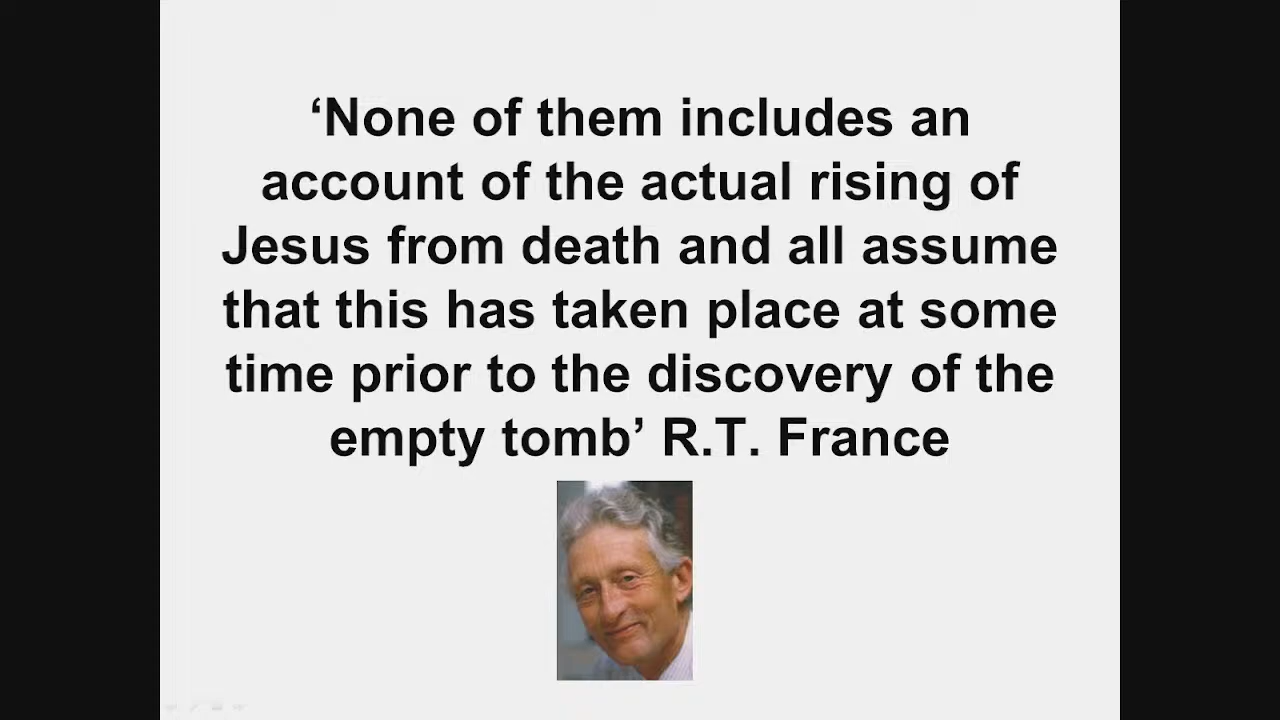 ‘None of them includes an
account of the actual rising of
Jesus from death and all assume
that this has taken place at some
time prior to the discovery of the
empty tomb’ R.T. France